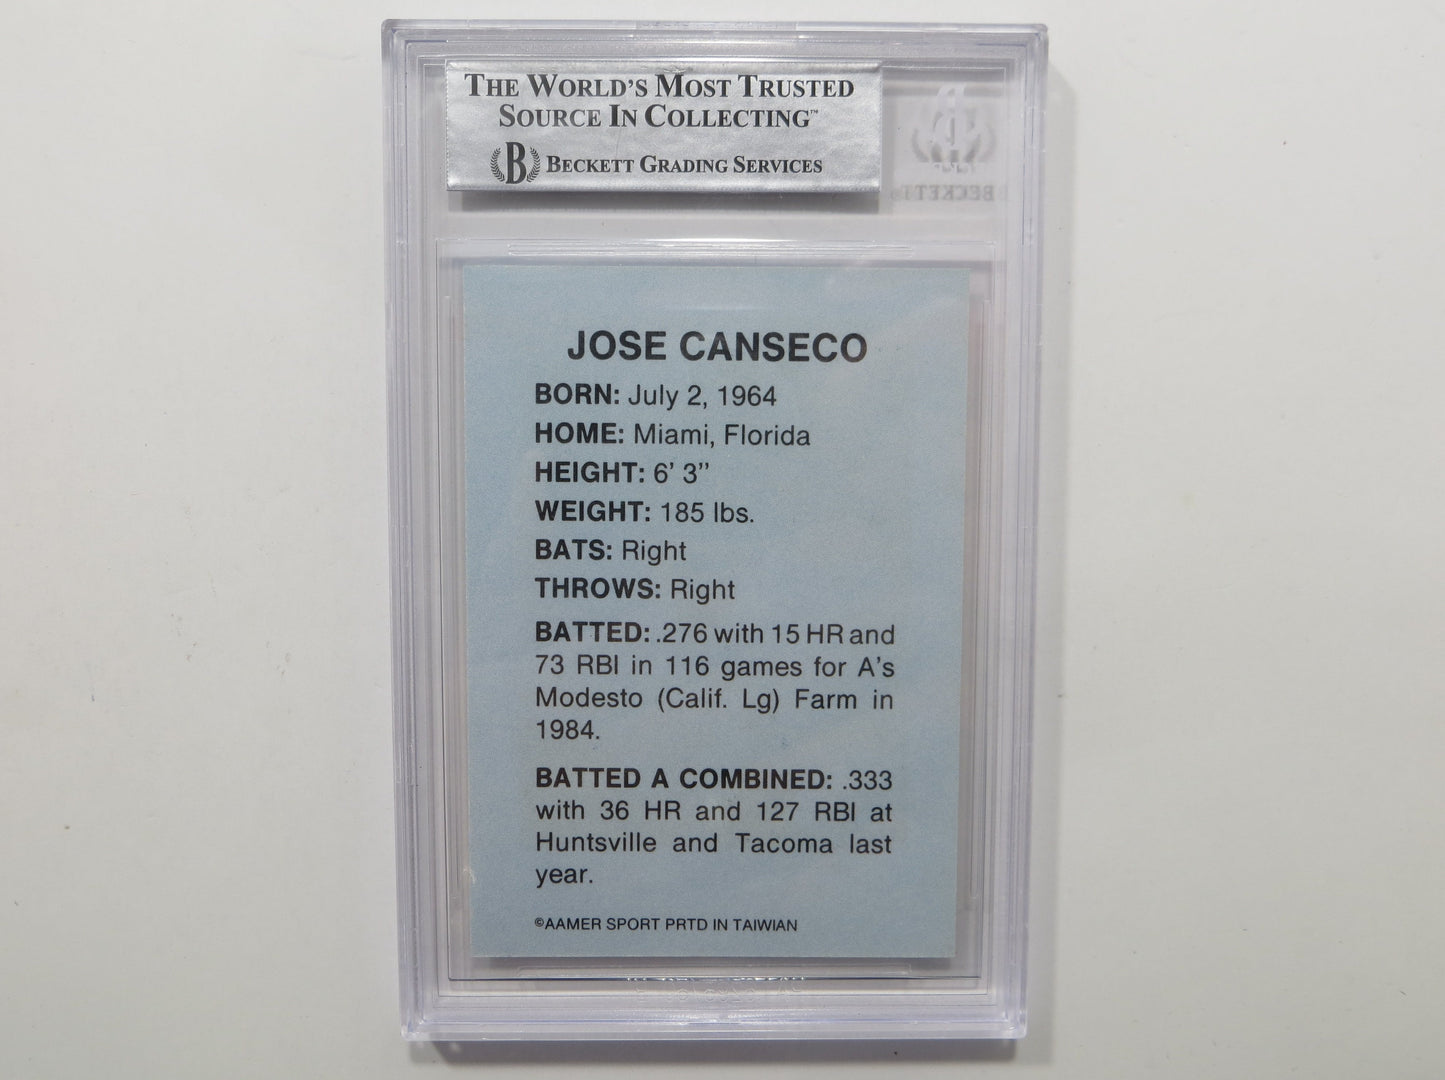 THE WORLD'S MOST TRUSTED
SOURCE IN COLLECTING™
B BECKETT GRADING SERVICES
BECKETT
JOSE CANSECO
BORN: July 2, 1964
HOME: Miami, Florida
HEIGHT: 6' 3"
WEIGHT: 185 lbs.
BATS: Right
THROWS: Right
BATTED: .276 with 15 HR and
73 RBI in 116 games for A's
Modesto (Calif. Lg) Farm in
1984.
BATTED A COMBINED: .333
with 36 HR and 127 RBI at
Huntsville and Tacoma last
year.
©AAMER SPORT PRTD IN TAIWIAN